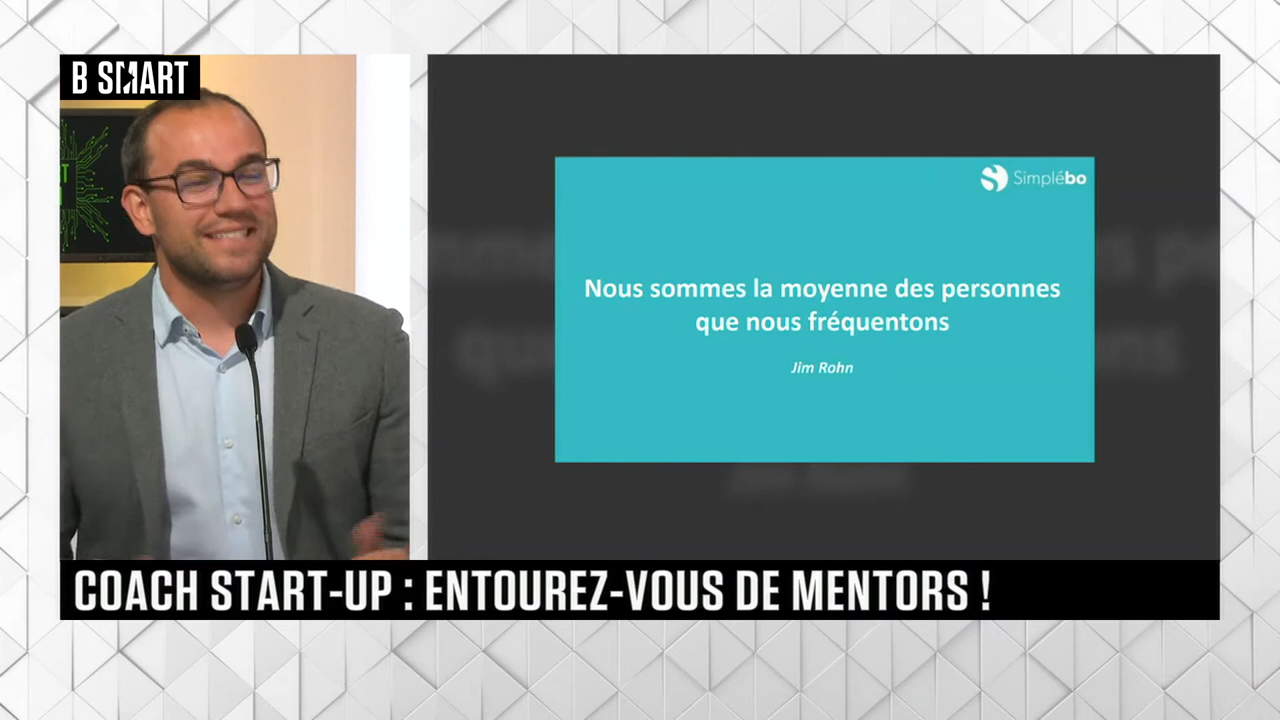 B SMART
Simplébo
Nous sommes la moyenne des personnes
que nous fréquentons
Jim Rohn
COACH START-UP : ENTOUREZ-VOUS DE MENTORS !